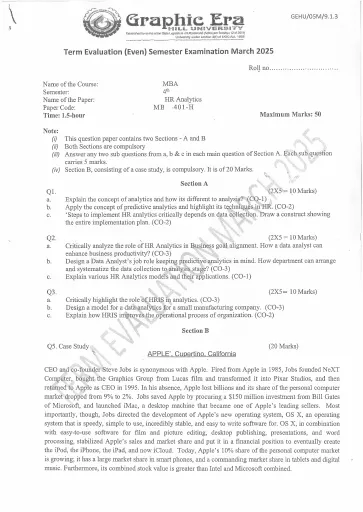 GEHU/05M/9.1.3
Graphic Era
HILL UNIVERSITY
Term Evaluation (Even) Semester Examination March 2025
Roll no..............................
Name of the Course: MBA
Semester: 4th
Name of the Paper: HR Analytics
Paper Code: MB -401-H
Time: 1.5-hour Maximum Marks: 50
Note:
(i) This question paper contains two Sections - A and B
(ii) Both Sections are compulsory
(iii) Answer any two sub questions from a, b & c in each main question of Section A. Each sub question
carries 5 marks.
(iv) Section B, consisting of a case study, is compulsory. It is of 20 Marks
Section A
Q1. (2X5= 10 Marks)
a. Explain the concept of analytics and how its different to analysis? (CO-1)
b. Apply the concept of predictive analytics and highlight its techniques in HR. (CO-2)
c. 'Steps to implement HR analytics critically depends on data collection. Draw a construct showing
the entire implementation plan. (CO-2)
Q2. (2X5 = 10 Marks)
a. Critically analyze the role of HR Analytics in Business goal alignment. How a data analyst can
enhance business productivity? (CO-3)
b. Design a Data Analyst's job role keeping predictive analytics in mind. How department can arrange
and systematize the data collection to analysis stage? (CO-3)
c. Explain various HR Analytics models and their applications. (CO-1)
Q3. (2X5= 10 Marks)
a. Critically highlight the role of HRIS in analytics. (CO-3)
b. Design a model for a data analytics for a small manufacturing company. (CO-3)
c. Explain how HRIS improves the operational process of organization. (CO-2)
Section B
Q5. Case Study (20 Marks)
APPLE', Cupertino, California
CEO and co-founder Steve Jobs is synonymous with Apple. Fired from Apple in 1985, Jobs founded NeXT
Computer, bought the Graphics Group from Lucas film and transformed it into Pixar Studios, and then
returned to Apple as CEO in 1995. In his absence, Apple lost billions and its share of the personal computer
market dropped from 9% to 2%. Jobs saved Apple by procuring a $150 million investment from Bill Gates
of Microsoft, and launched iMac, a desktop machine that became one of Apple's leading sellers. Most
importantly, though, Jobs directed the development of Apple's new operating system, OS X, an operating
system that is speedy, simple to use, incredibly stable, and easy to write software for. OS X, in combination
with easy-to-use software for film and picture editing, desktop publishing, presentations, and word
processing, stabilized Apple's sales and market share and put it in a financial position to eventually create
the iPod, the iPhone, the iPad, and now iCloud. Today, Apple's 10% share of the personal computer market
is growing; it has a large market share in smart phones, and a commanding market share in tablets and digital
music. Furthermore, its combined stock value is greater than Intel and Microsoft combined.